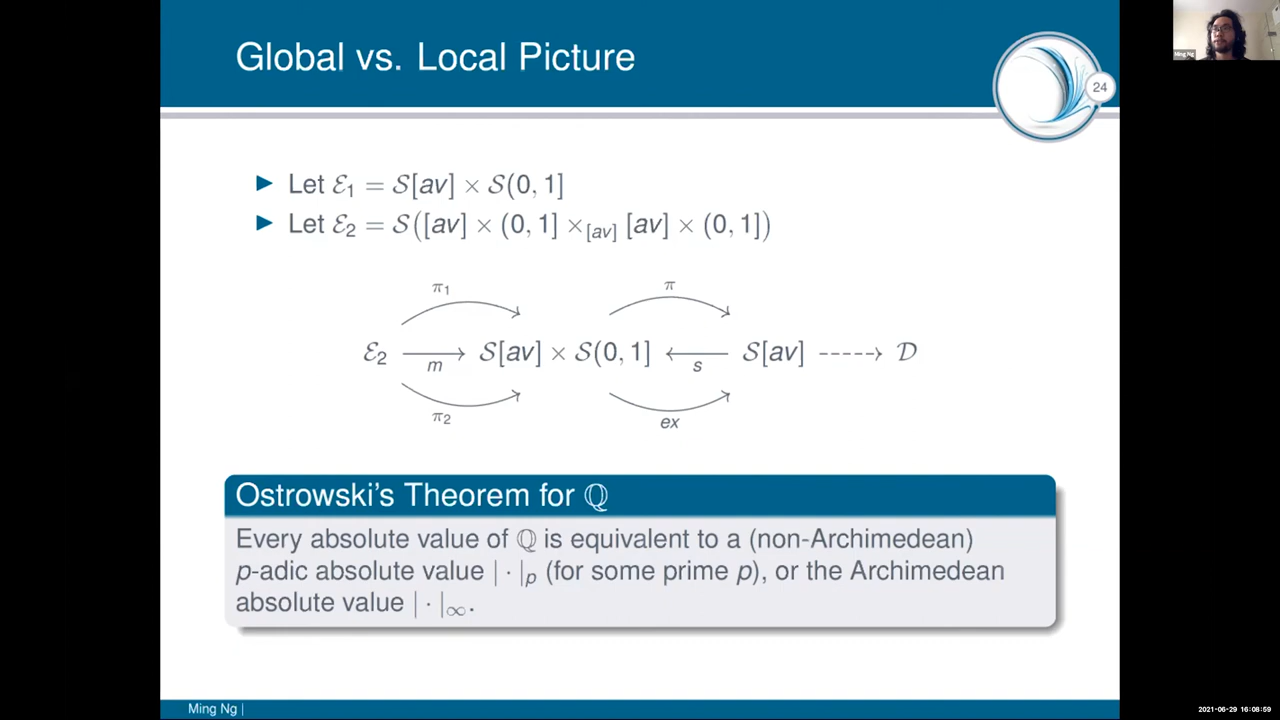 Global vs. Local Picture
24
Ming Ng
► Let ℰ₁ = 𝒮[av] × 𝒮(0, 1]
► Let ℰ₂ = 𝒮([av] × (0, 1] ×_[av] [av] × (0, 1])
π₁ π
ℰ₂ 𝒮[av] × 𝒮(0, 1] 𝒮[av] 𝒟
m s
π₂ ex
Ostrowski's Theorem for ℚ
Every absolute value of ℚ is equivalent to a (non-Archimedean)
p-adic absolute value | · |ₚ (for some prime p), or the Archimedean
absolute value | · |_∞.
Ming Ng |
2021-06-29 16:08:59